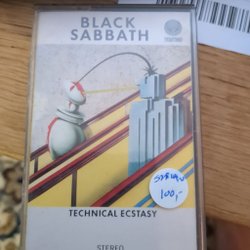 BLACK
SABBATH
TECHNICAL ECSTASY
100,-
STEREO